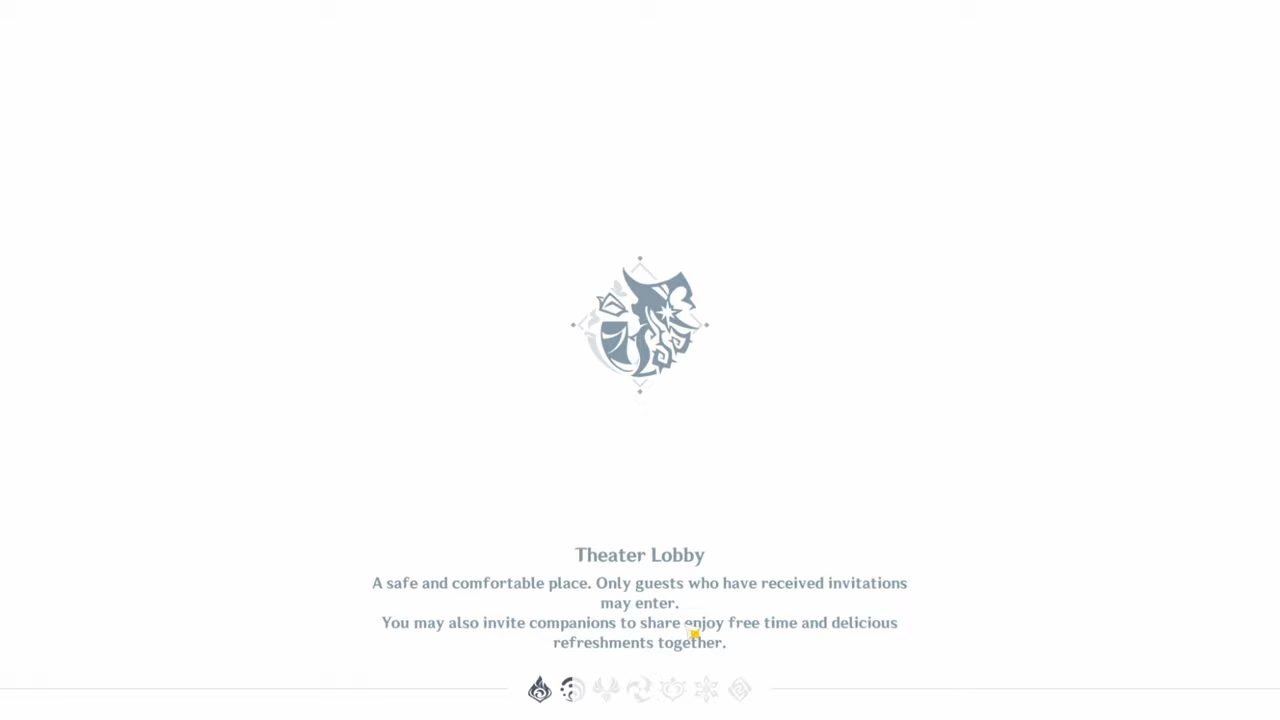 Theater Lobby
A safe and comfortable place. Only guests who have received invitations
may enter.
You may also invite companions to share enjoy free time and delicious
refreshments together.